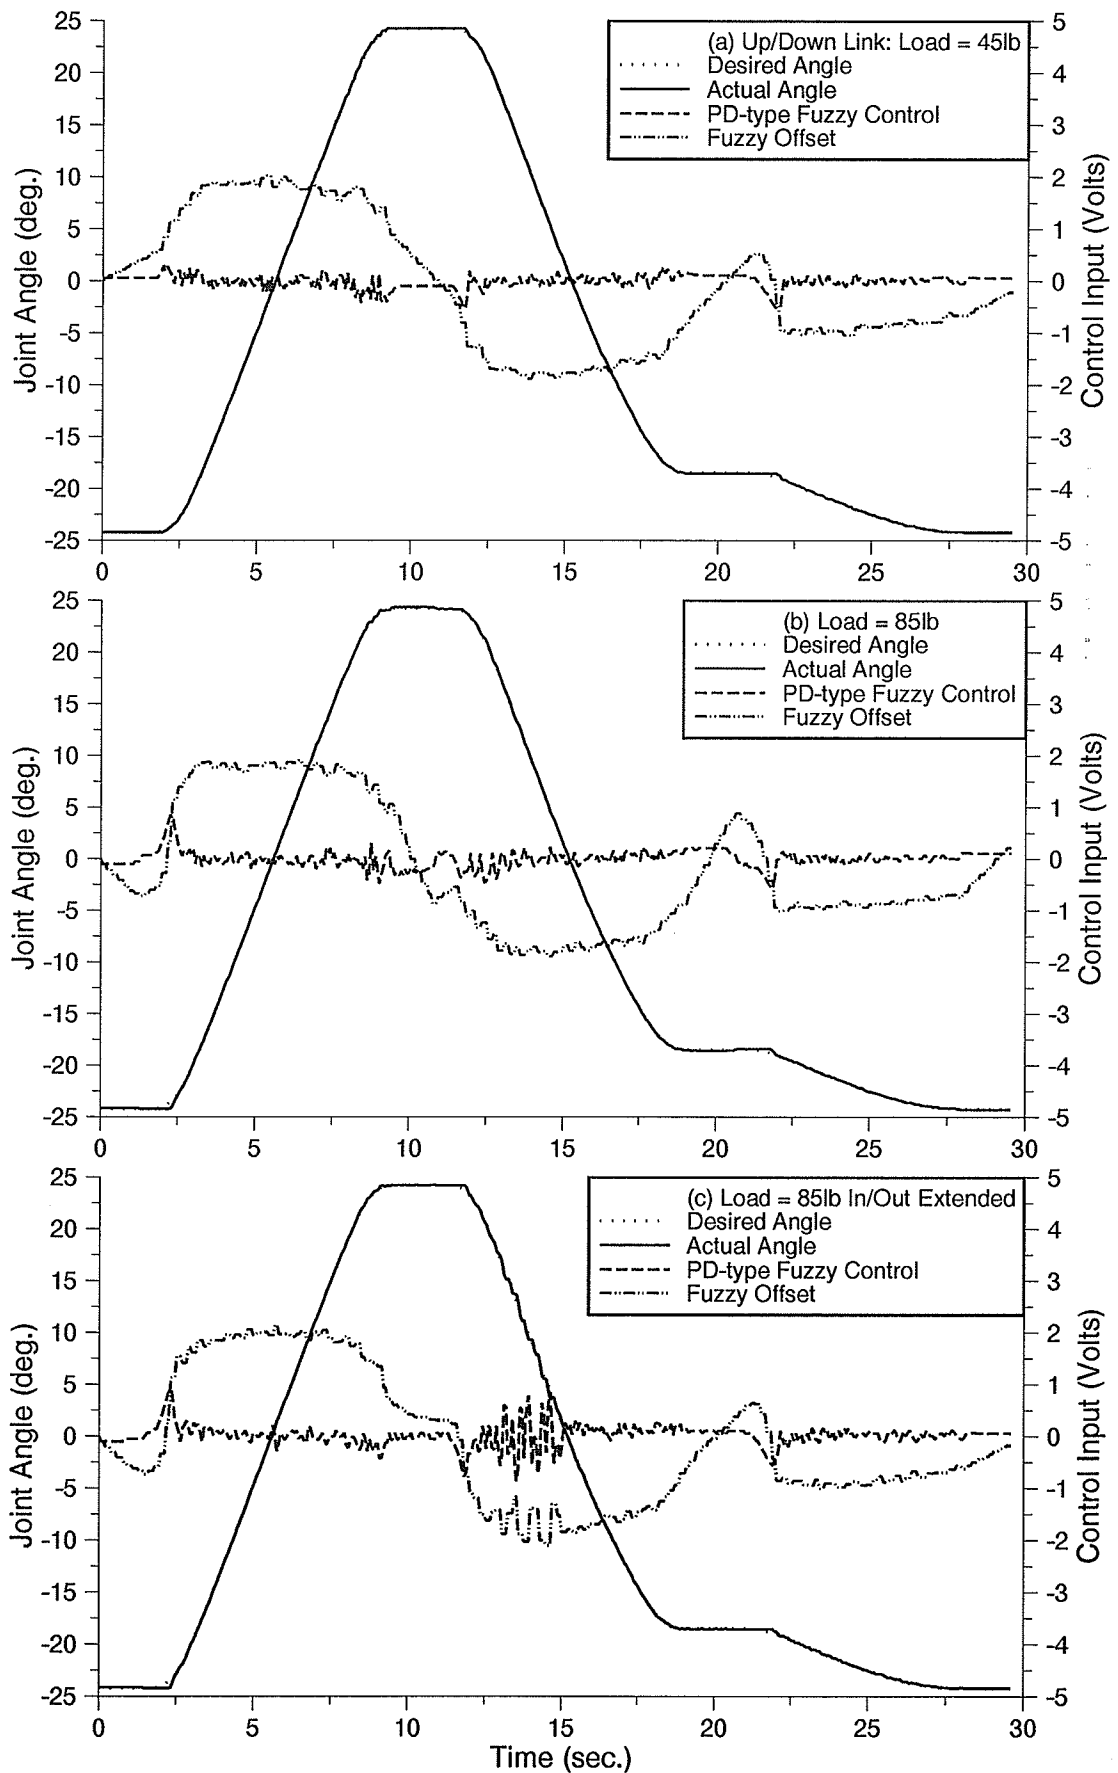 25
20
15
10
5
0
-5
-10
-15
-20
-25
Joint Angle (deg.)
(a) Up/Down Link: Load = 45lb
Desired Angle
Actual Angle
PD-type Fuzzy Control
Fuzzy Offset
5
4
3
2
1
0
-1
-2
-3
-4
-5
Control Input (Volts)
0 5 10 15 20 25 30
25
20
15
10
5
0
-5
-10
-15
-20
-25
Joint Angle (deg.)
(b) Load = 85lb
Desired Angle
Actual Angle
PD-type Fuzzy Control
Fuzzy Offset
5
4
3
2
1
0
-1
-2
-3
-4
-5
Control Input (Volts)
0 5 10 15 20 25 30
25
20
15
10
5
0
-5
-10
-15
-20
-25
Joint Angle (deg.)
(c) Load = 85lb In/Out Extended
Desired Angle
Actual Angle
PD-type Fuzzy Control
Fuzzy Offset
5
4
3
2
1
0
-1
-2
-3
-4
-5
Control Input (Volts)
0 5 10 15 20 25 30
Time (sec.)